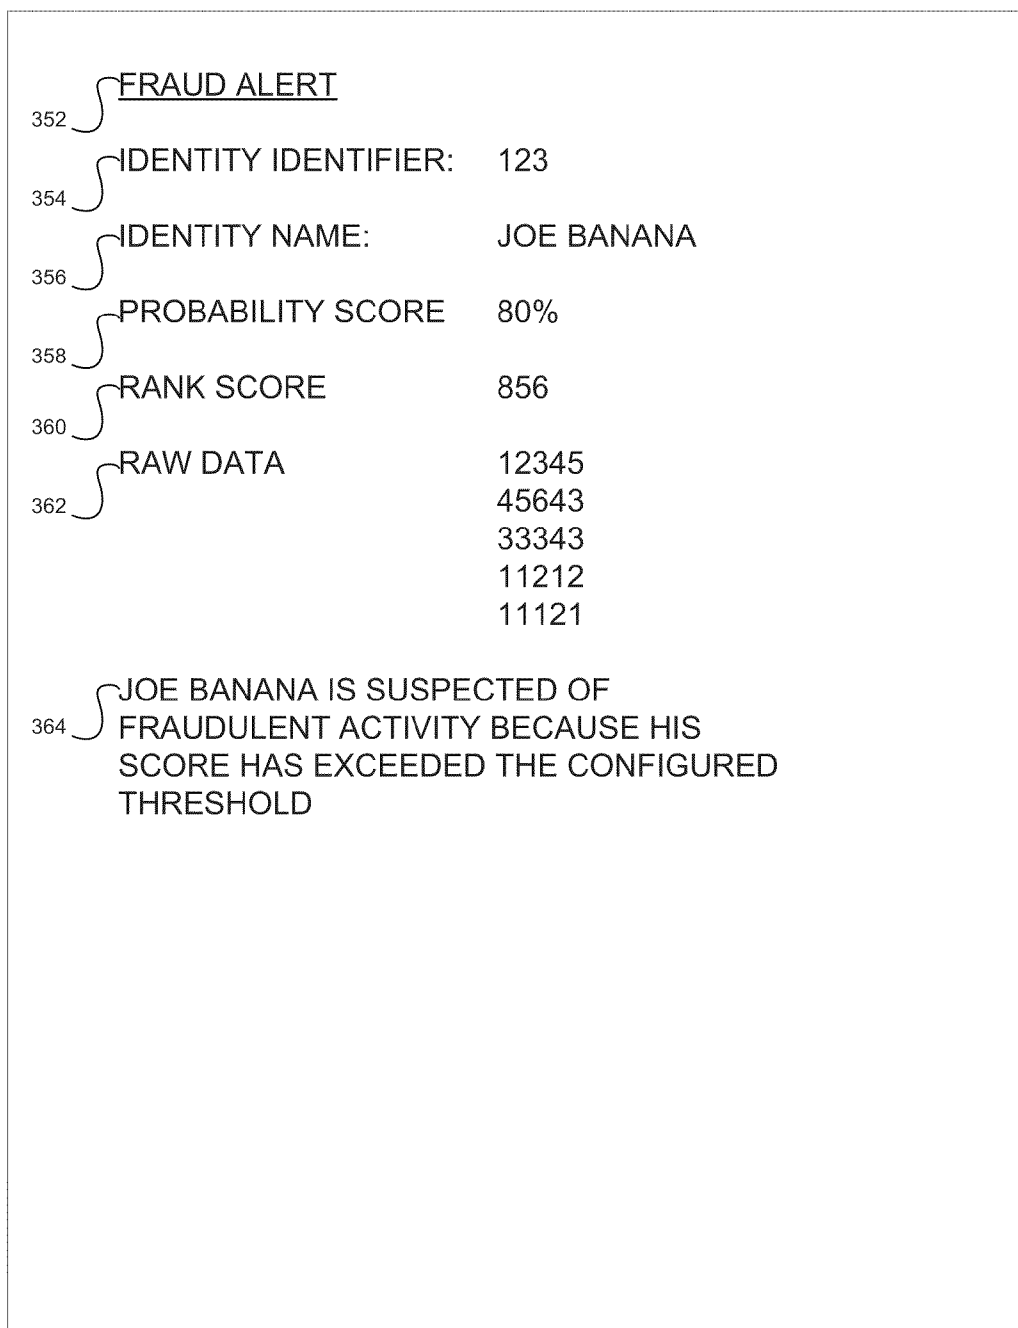 FRAUD ALERT
352
IDENTITY IDENTIFIER: 123
354
IDENTITY NAME: JOE BANANA
356
PROBABILITY SCORE 80%
358
RANK SCORE 856
360
RAW DATA 12345
362
45643
33343
11212
11121
JOE BANANA IS SUSPECTED OF
364 FRAUDULENT ACTIVITY BECAUSE HIS
SCORE HAS EXCEEDED THE CONFIGURED
THRESHOLD